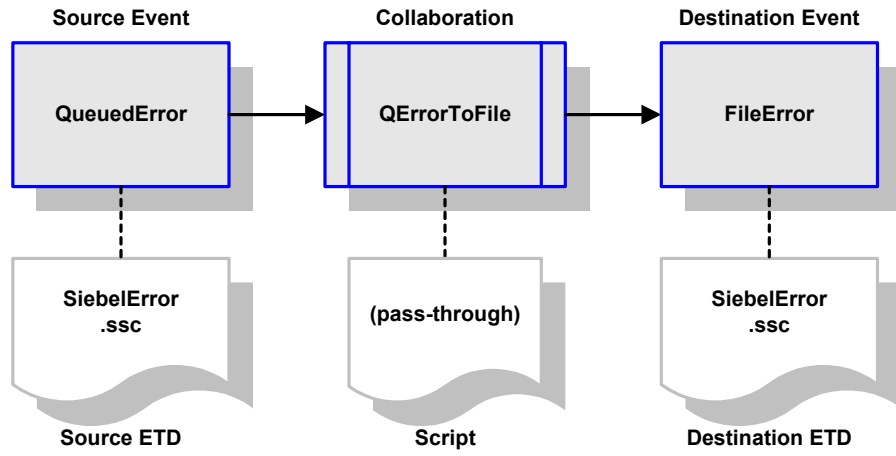 Source Event
Collaboration
Destination Event
QueuedError
QErrorToFile
FileError
SiebelError
.ssc
(pass-through)
SiebelError
.ssc
Source ETD
Script
Destination ETD